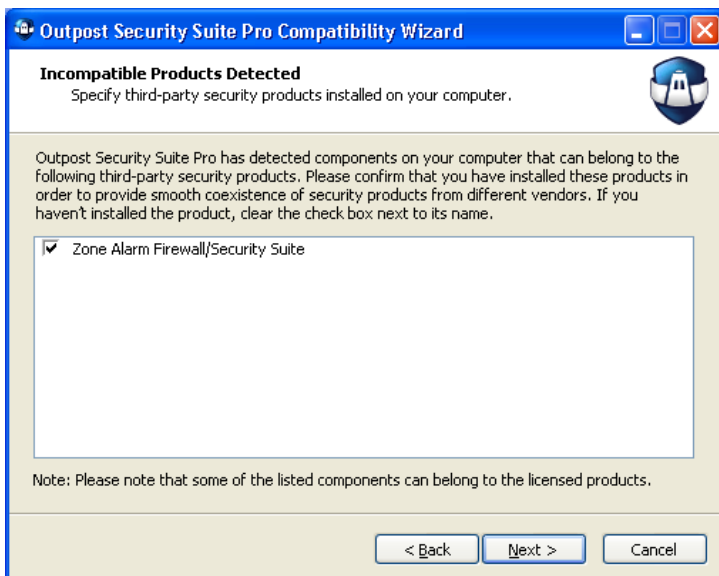 Outpost Security Suite Pro Compatibility Wizard
Incompatible Products Detected
Specify third-party security products installed on your computer.
Outpost Security Suite Pro has detected components on your computer that can belong to the
following third-party security products. Please confirm that you have installed these products in
order to provide smooth coexistence of security products from different vendors. If you
haven't installed the product, clear the check box next to its name.
Zone Alarm Firewall/Security Suite
Note: Please note that some of the listed components can belong to the licensed products.
< Back Next > Cancel